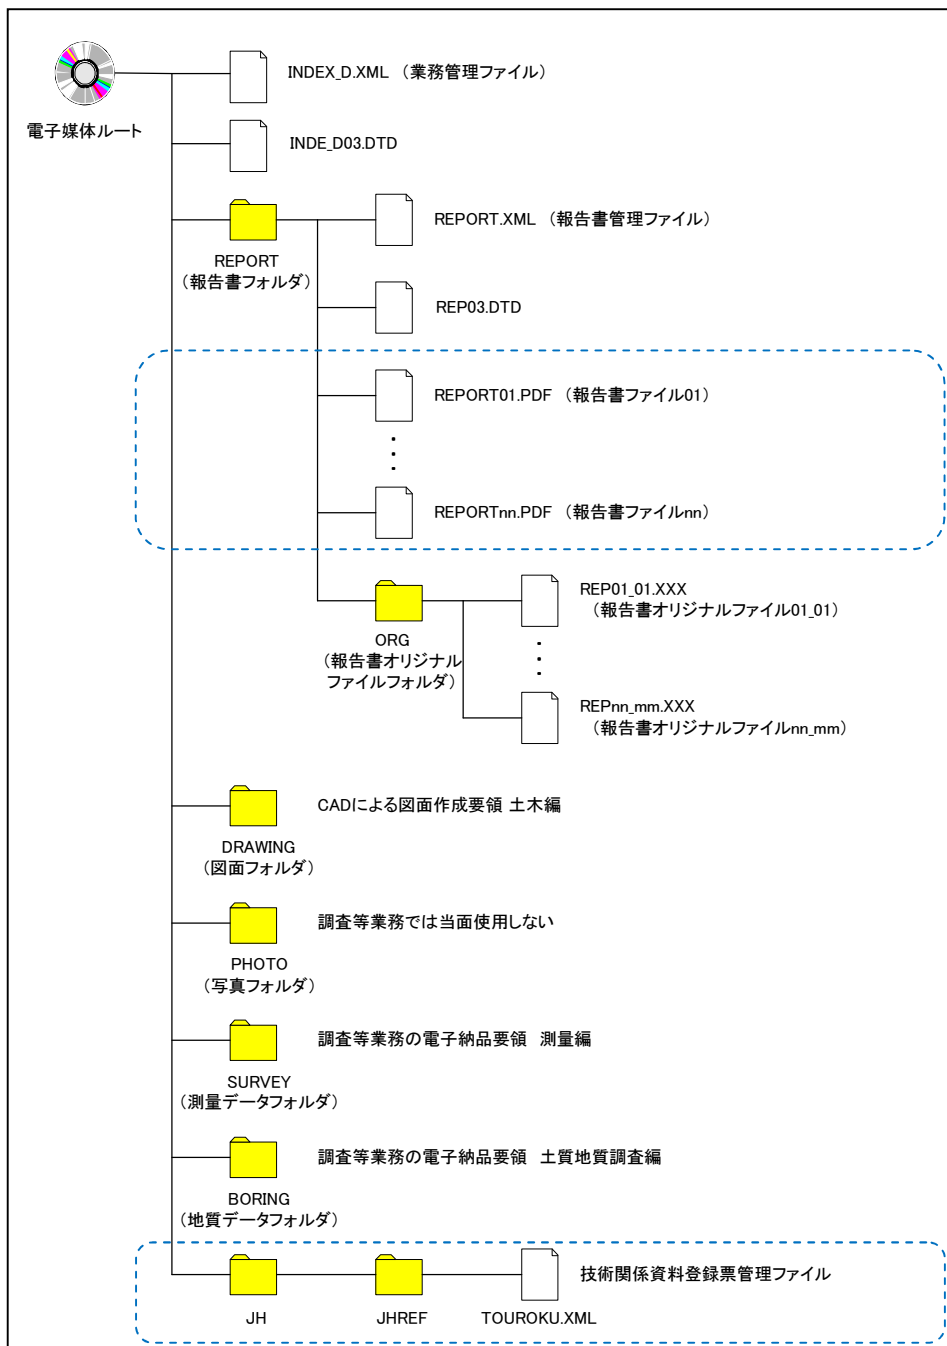 INDEX_D.XML （業務管理ファイル）
電子媒体ルート
INDE_D03.DTD
REPORT.XML （報告書管理ファイル）
REPORT
（報告書フォルダ）
REP03.DTD
REPORT01.PDF （報告書ファイル01）
・
・
・
REPORTnn.PDF （報告書ファイルnn）
REP01_01.XXX
（報告書オリジナルファイル01_01）
ORG
（報告書オリジナル
ファイルフォルダ）
・
・
・
REPnn_mm.XXX
（報告書オリジナルファイルnn_mm）
CADによる図面作成要領 土木編
DRAWING
（図面フォルダ）
調査等業務では当面使用しない
PHOTO
（写真フォルダ）
調査等業務の電子納品要領　測量編
SURVEY
（測量データフォルダ）
調査等業務の電子納品要領　土質地質調査編
BORING
（地質データフォルダ）
技術関係資料登録票管理ファイル
JH
JHREF
TOUROKU.XML